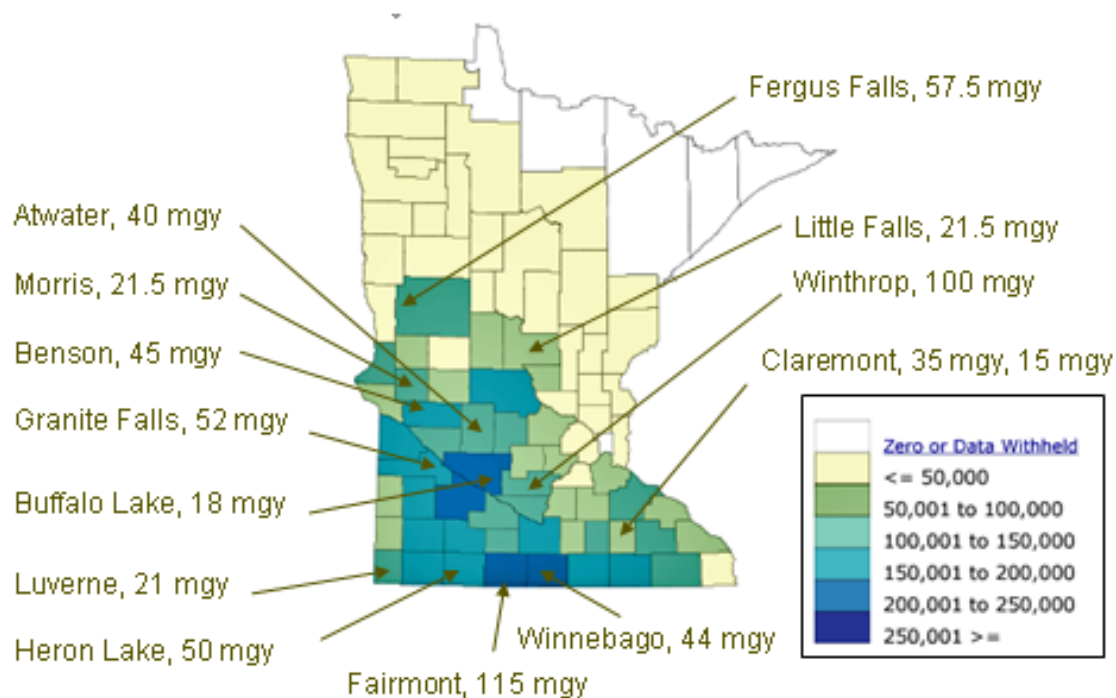 Fergus Falls, 57.5 mgy
Atwater, 40 mgy
Little Falls, 21.5 mgy
Morris, 21.5 mgy
Winthrop, 100 mgy
Benson, 45 mgy
Claremont, 35 mgy, 15 mgy
Granite Falls, 52 mgy
Buffalo Lake, 18 mgy
Luverne, 21 mgy
Heron Lake, 50 mgy
Winnebago, 44 mgy
Fairmont, 115 mgy
Zero or Data Withheld
<= 50,000
50,001 to 100,000
100,001 to 150,000
150,001 to 200,000
200,001 to 250,000
250,001 >=